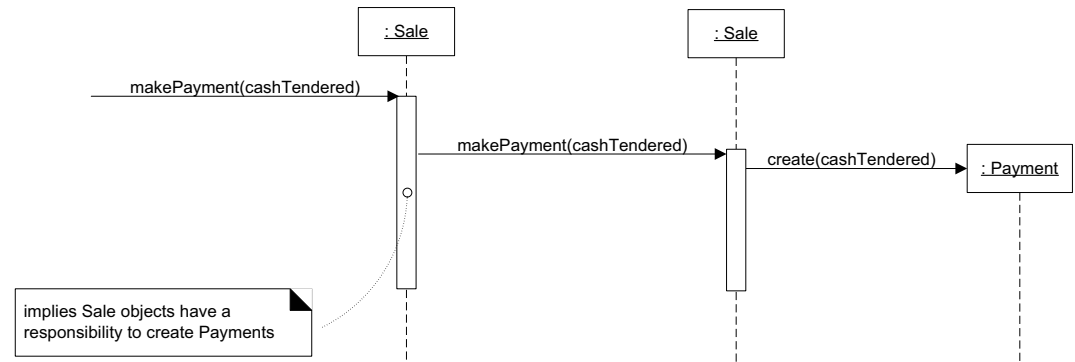 : Sale
: Sale
makePayment(cashTendered)
makePayment(cashTendered)
create(cashTendered)
: Payment
implies Sale objects have a
responsibility to create Payments